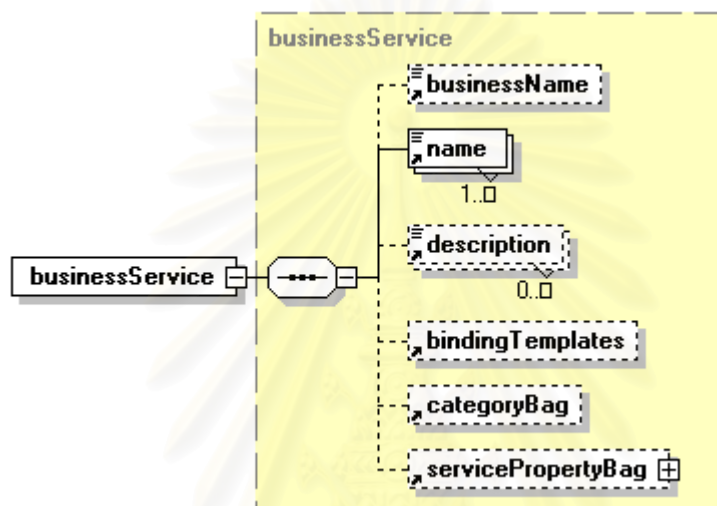 businessService
businessName
name
1..□
description
0..□
businessService
bindingTemplates
categoryBag
servicePropertyBag